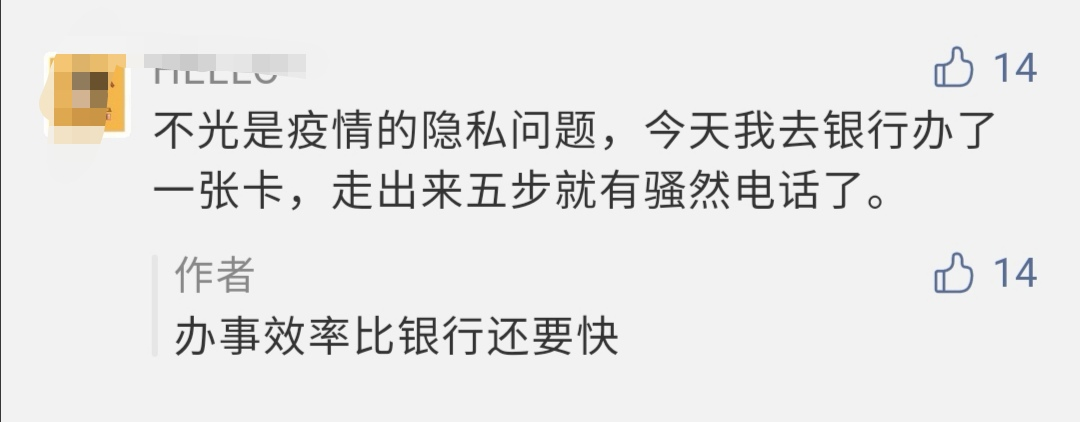 14
不光是疫情的隐私问题，今天我去银行办了
一张卡，走出来五步就有骚然电话了。
作者
14
办事效率比银行还要快